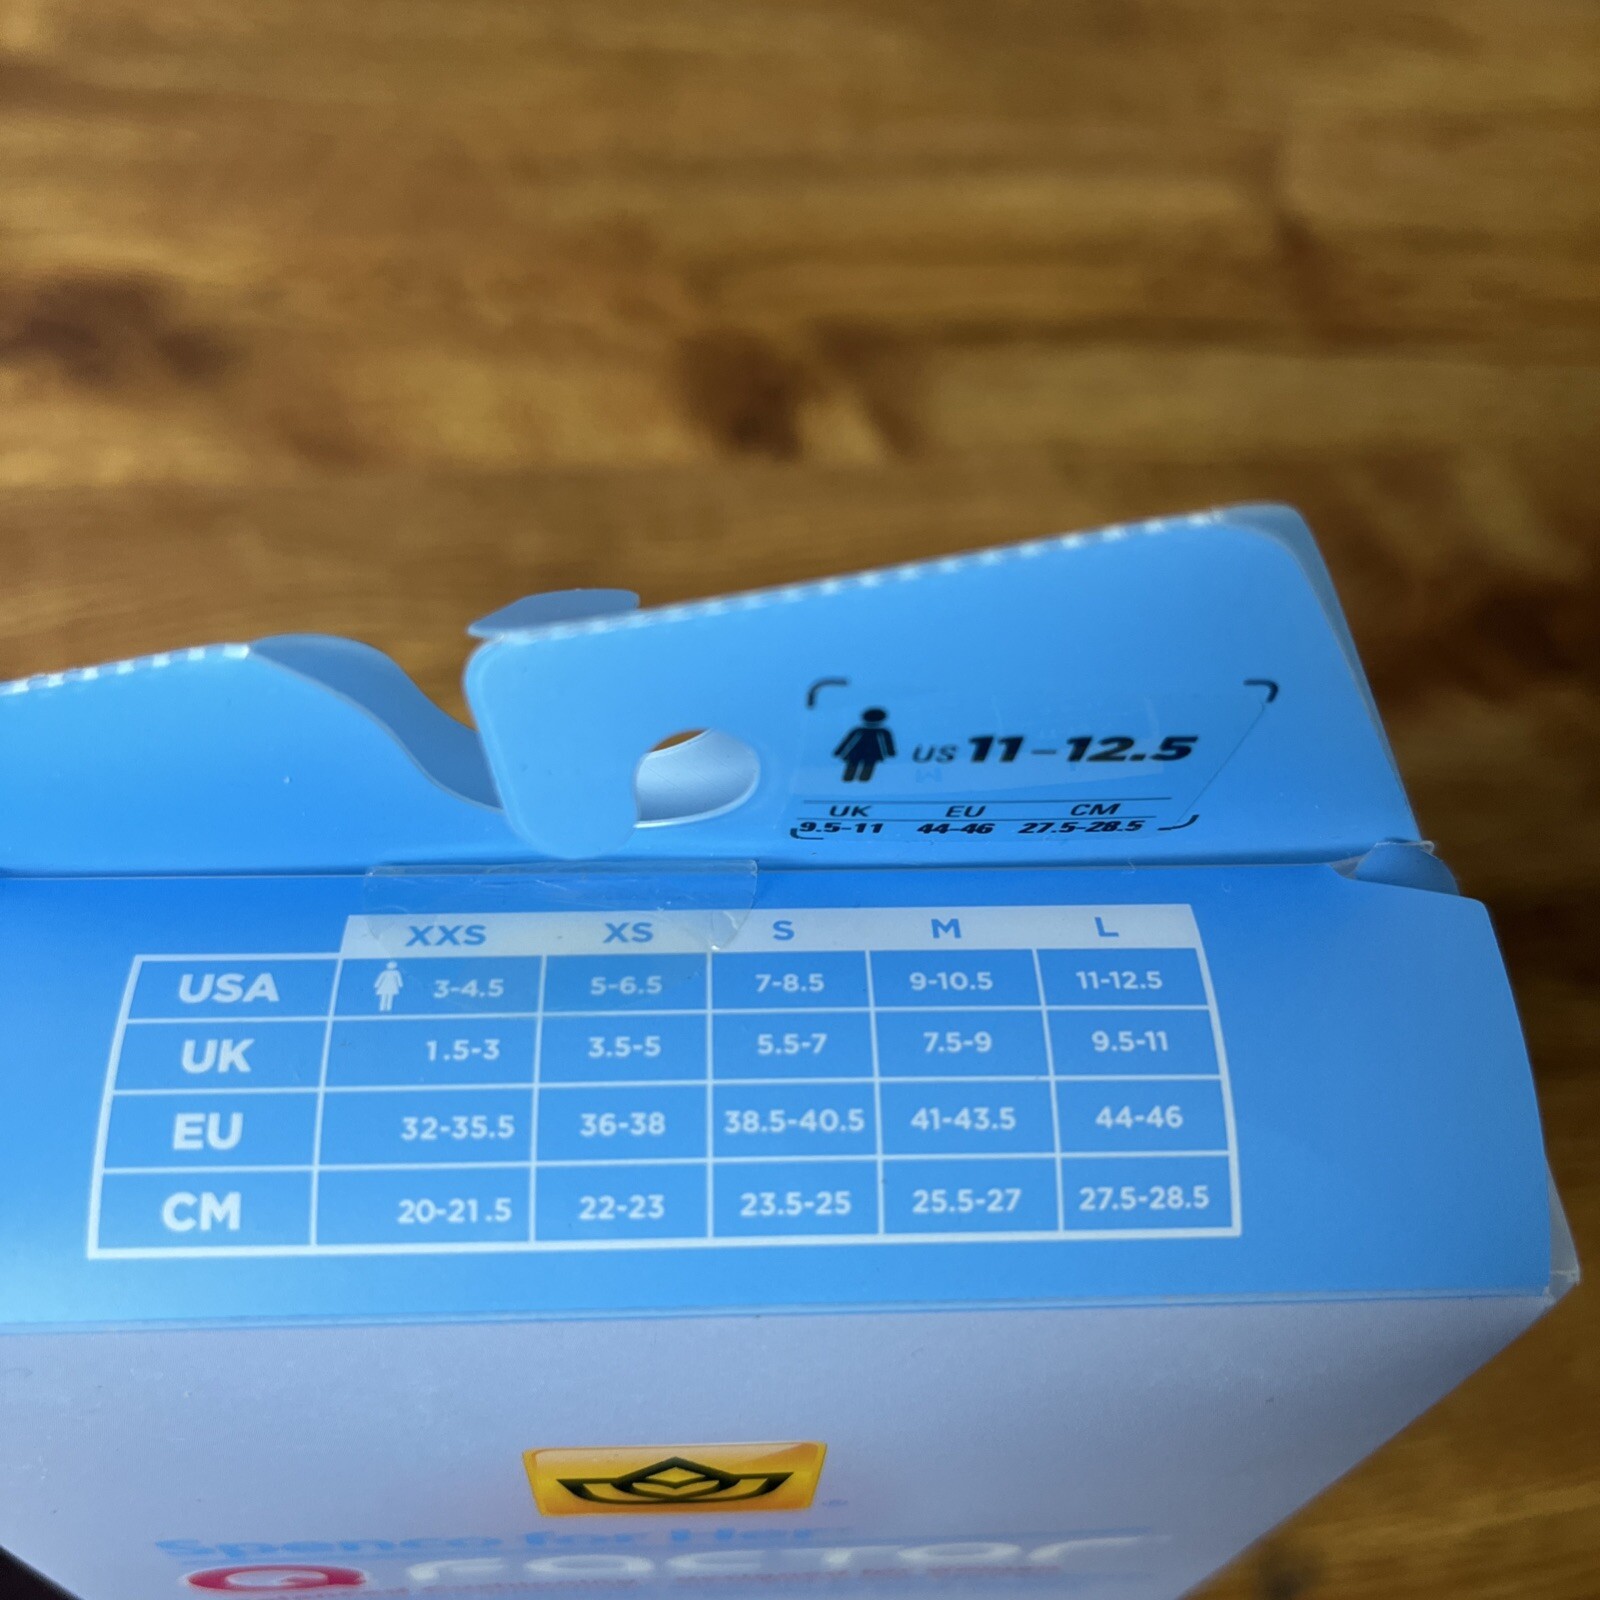 US 11-12.5
UK EU CM
9.5-11 44-46 27.5-28.5
XXS XS S M L
USA 3-4.5 5-6.5 7-8.5 9-10.5 11-12.5
UK 1.5-3 3.5-5 5.5-7 7.5-9 9.5-11
EU 32-35.5 36-38 38.5-40.5 41-43.5 44-46
CM 20-21.5 22-23 23.5-25 25.5-27 27.5-28.5
Spenco for Her
Q FACTOR